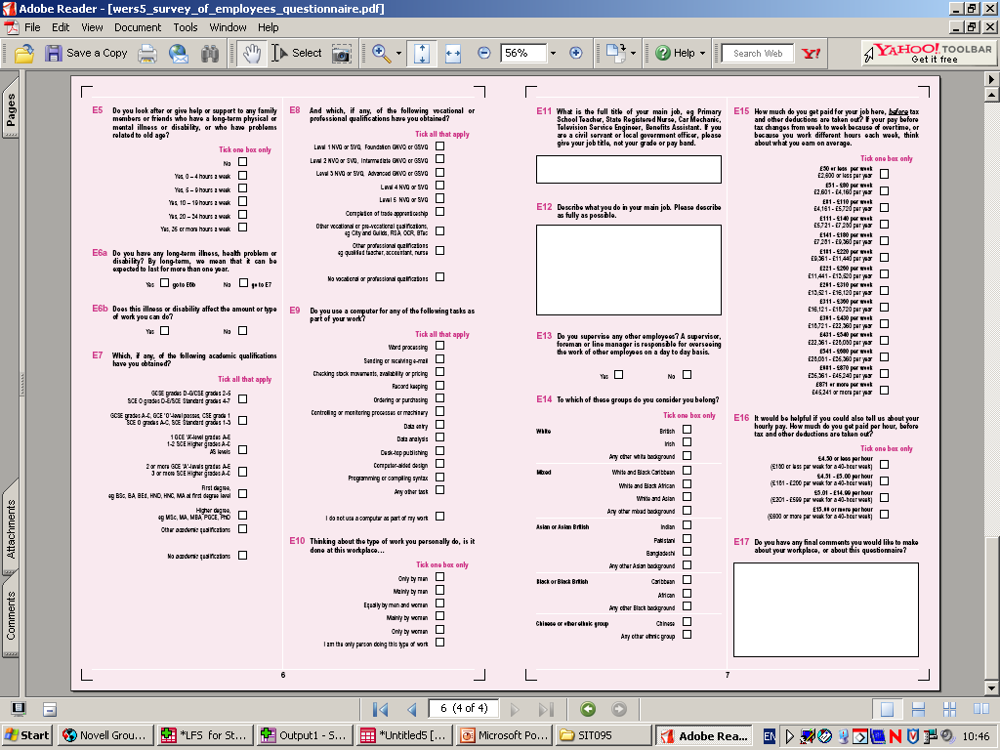 Adobe Reader - [wers5_survey_of_employees_questionnaire.pdf]
File Edit View Document Tools Window Help
Save a Copy Select 56% Help Search Web Y! YAHOO! TOOLBAR
Get it free
Pages
Attachments
Comments
E5 Do you look after or give help or support to any family
members or friends who have a long-term physical or
mental illness or disability, or who have problems
related to old age?
Tick one box only
No
Yes, 0 – 4 hours a week
Yes, 5 – 9 hours a week
Yes, 10 – 19 hours a week
Yes, 20 – 34 hours a week
Yes, 35 or more hours a week
E6a Do you have any long-term illness, health problem or
disability? By long-term, we mean that it can be
expected to last for more than one year.
Yes go to E6b No go to E7
E6b Does this illness or disability affect the amount or type
of work you can do?
Yes No
E7 Which, if any, of the following academic qualifications
have you obtained?
Tick all that apply
GCSE grades D-G/CSE grades 2-5
SCE O grades D-E/SCE Standard grades 4-7
GCSE grades A-C, GCE 'O'-level passes, CSE grade 1
SCE O grades A-C, SCE Standard grades 1-3
1 GCE 'A'-level grades A-E
1-2 SCE Higher grades A-C
AS levels
2 or more GCE 'A'-levels grades A-E
3 or more SCE Higher grades A-C
First degree,
eg BSc, BA, BEd, HND, HNC, MA at first degree level
Higher degree,
eg MSc, MA, MBA, PGCE, PhD
Other academic qualifications
No academic qualifications
E8 And which, if any, of the following vocational or
professional qualifications have you obtained?
Tick all that apply
Level 1 NVQ or SVQ, Foundation GNVQ or GSVQ
Level 2 NVQ or SVQ, Intermediate GNVQ or GSVQ
Level 3 NVQ or SVQ, Advanced GNVQ or GSVQ
Level 4 NVQ or SVQ
Level 5 NVQ or SVQ
Completion of trade apprenticeship
Other vocational or pre-vocational qualifications,
eg City and Guilds, RSA, OCR, BTec
Other professional qualifications
eg qualified teacher, accountant, nurse
No vocational or professional qualifications
E9 Do you use a computer for any of the following tasks as
part of your work?
Tick all that apply
Word processing
Sending or receiving e-mail
Checking stock movements, availability or pricing
Record keeping
Ordering or purchasing
Controlling or monitoring processes or machinery
Data entry
Data analysis
Desk-top publishing
Computer-aided design
Programming or compiling syntax
Any other task
I do not use a computer as part of my work
E10 Thinking about the type of work you personally do, is it
done at this workplace...
Tick one box only
Only by men
Mainly by men
Equally by men and women
Mainly by women
Only by women
I am the only person doing this type of work
6
E11 What is the full title of your main job, eg Primary
School Teacher, State Registered Nurse, Car Mechanic,
Television Service Engineer, Benefits Assistant. If you
are a civil servant or local government officer, please
give your job title, not your grade or pay band.
E12 Describe what you do in your main job. Please describe
as fully as possible.
E13 Do you supervise any other employees? A supervisor,
foreman or line manager is responsible for overseeing
the work of other employees on a day to day basis.
Yes No
E14 To which of these groups do you consider you belong?
Tick one box only
White British
Irish
Any other white background
Mixed White and Black Caribbean
White and Black African
White and Asian
Any other mixed background
Asian or Asian British Indian
Pakistani
Bangladeshi
Any other Asian background
Black or Black British Caribbean
African
Any other Black background
Chinese or other ethnic group Chinese
Any other ethnic group
E15 How much do you get paid for your job here, before tax
and other deductions are taken out? If your pay before
tax changes from week to week because of overtime, or
because you work different hours each week, think
about what you earn on average.
Tick one box only
£50 or less per week
£2,600 or less per year
£51 - £80 per week
£2,601 - £4,160 per year
£81 - £110 per week
£4,161 - £5,720 per year
£111 - £140 per week
£5,721 - £7,280 per year
£141 - £180 per week
£7,281 - £9,360 per year
£181 - £220 per week
£9,361 - £11,440 per year
£221 - £260 per week
£11,441 - £13,520 per year
£261 - £310 per week
£13,521 - £16,120 per year
£311 - £360 per week
£16,121 - £18,720 per year
£361 - £430 per week
£18,721 - £22,360 per year
£431 - £540 per week
£22,361 - £28,080 per year
£541 - £680 per week
£28,081 - £35,360 per year
£681 - £870 per week
£35,361 - £45,240 per year
£871 or more per week
£45,241 or more per year
E16 It would be helpful if you could also tell us about your
hourly pay. How much do you get paid per hour, before
tax and other deductions are taken out?
Tick one box only
£4.50 or less per hour
(£180 or less per week for a 40-hour week)
£4.51 - £5.00 per hour
(£181 - £200 per week for a 40-hour week)
£5.01 - £14.99 per hour
(£201 - £599 per week for a 40-hour week)
£15.00 or more per hour
(£600 or more per week for a 40-hour week)
E17 Do you have any final comments you would like to make
about your workplace, or about this questionnaire?
7
6 (4 of 4)
Start Novell Grou... *LFS for St... Output1 - S... *Untitled5 [... Microsoft Po... SIT095 Adobe Rea... EN 10:46